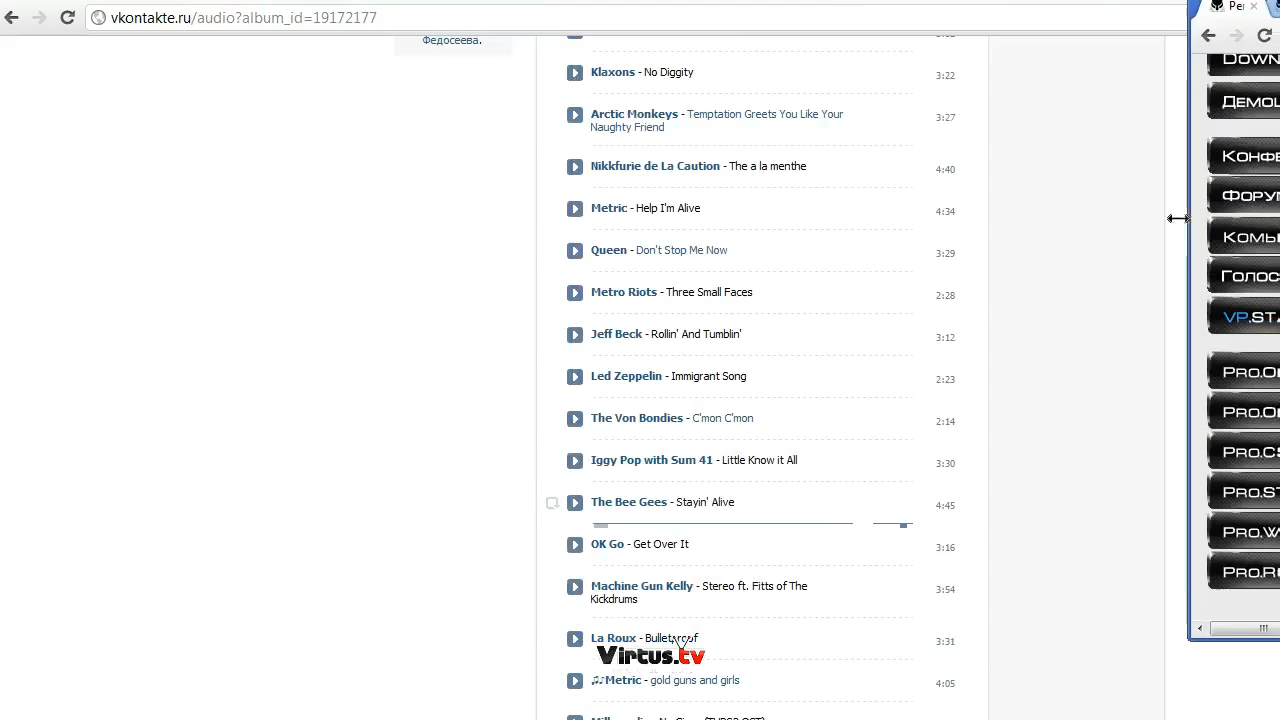 vkontakte.ru/audio?album_id=19172177
Ре
Федосеева.
Klaxons - No Diggity
3:22
Arctic Monkeys - Temptation Greets You Like Your
Naughty Friend
3:27
Nikkfurie de La Caution - The a la menthe
4:40
Metric - Help I'm Alive
4:34
Queen - Don't Stop Me Now
3:29
Metro Riots - Three Small Faces
2:28
Jeff Beck - Rollin' And Tumblin'
3:12
Led Zeppelin - Immigrant Song
2:23
The Von Bondies - C'mon C'mon
2:14
Iggy Pop with Sum 41 - Little Know it All
3:30
The Bee Gees - Stayin' Alive
4:45
OK Go - Get Over It
3:16
Machine Gun Kelly - Stereo ft. Fitts of The
Kickdrums
3:54
La Roux - Bulletproof
3:31
Virtus.tv
♫♪Metric - gold guns and girls
4:05
Down
Демо
Конфе
Форум
Комы
Голос
VP.STA
Pro.O
Pro.O
Pro.CS
Pro.St
Pro.W
Pro.R